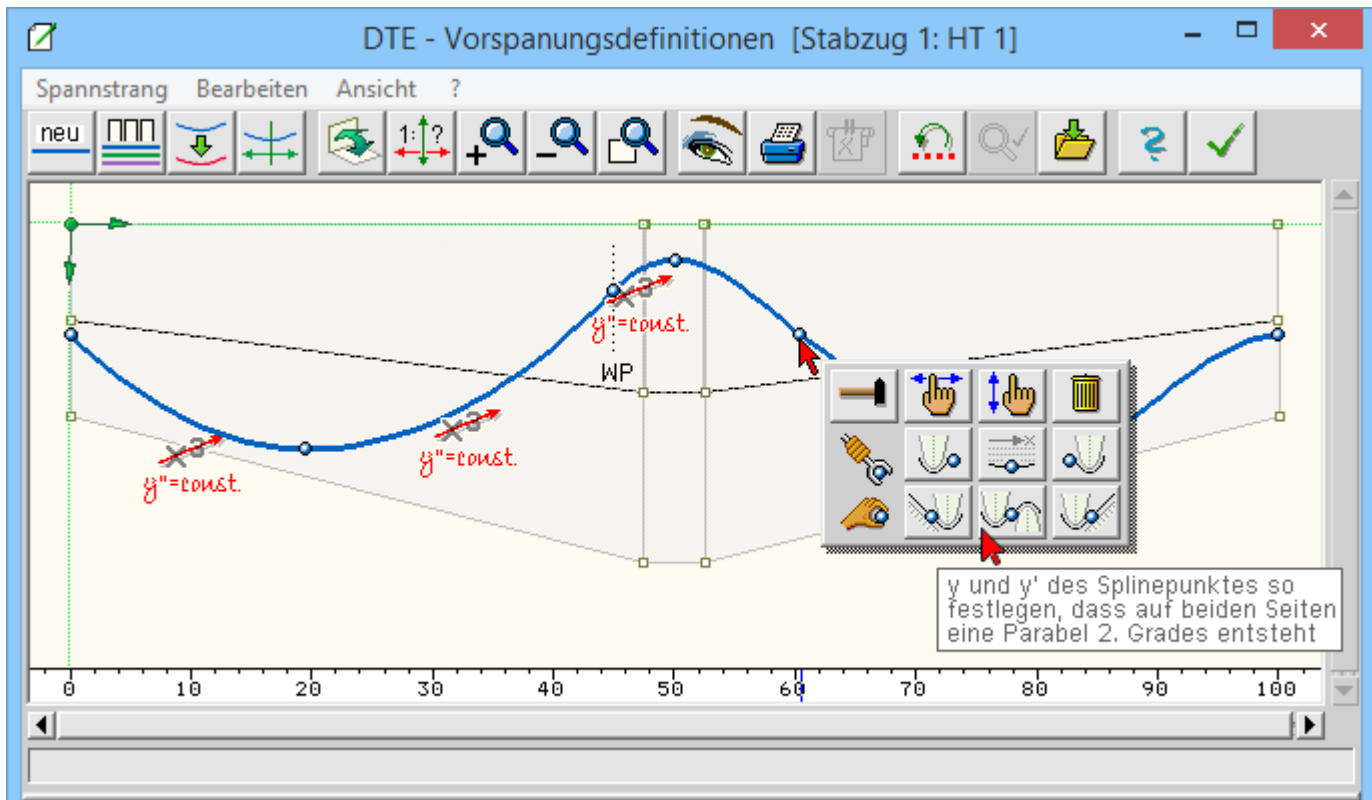 DTE - Vorspanungsdefinitionen [Stabzug 1: HT 1]
Spannstrang Bearbeiten Ansicht ?
neu 1:?
y"=const.
WP
y"=const.
y"=const.
y und y' des Splinepunktes so
festlegen, dass auf beiden Seiten
eine Parabel 2. Grades entsteht
0 10 20 30 40 50 60 70 80 90 100